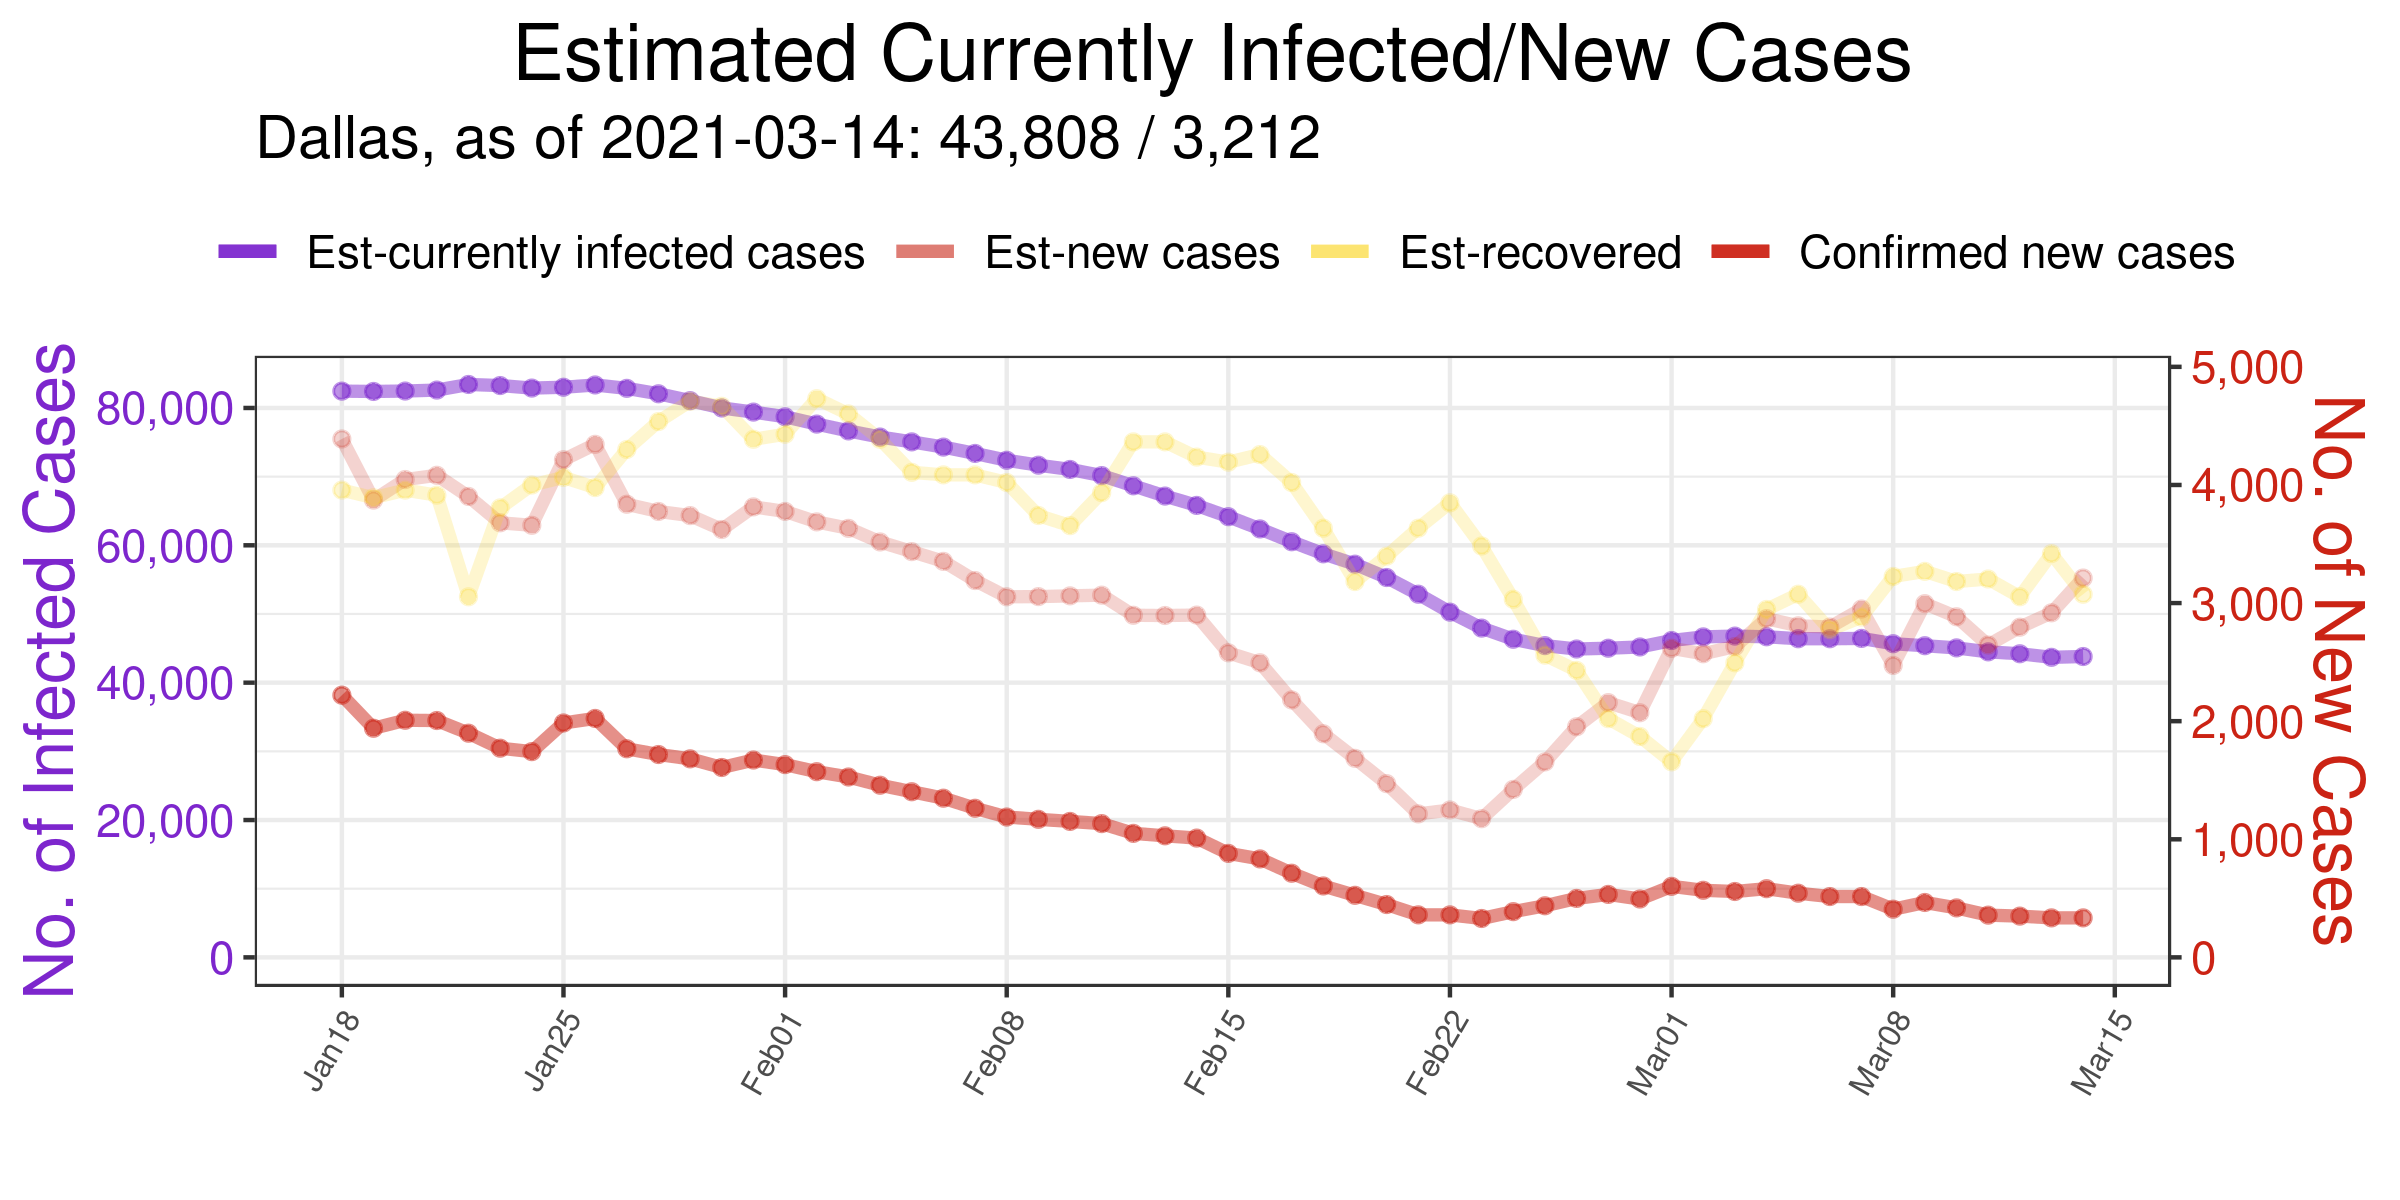 Estimated Currently Infected/New Cases
Dallas, as of 2021-03-14: 43,808 / 3,212
Est-currently infected cases
Est-new cases
Est-recovered
Confirmed new cases
No. of Infected Cases
80,000
60,000
40,000
20,000
0
5,000
4,000
3,000
2,000
1,000
0
No. of New Cases
Jan18
Jan25
Feb01
Feb08
Feb15
Feb22
Mar01
Mar08
Mar15